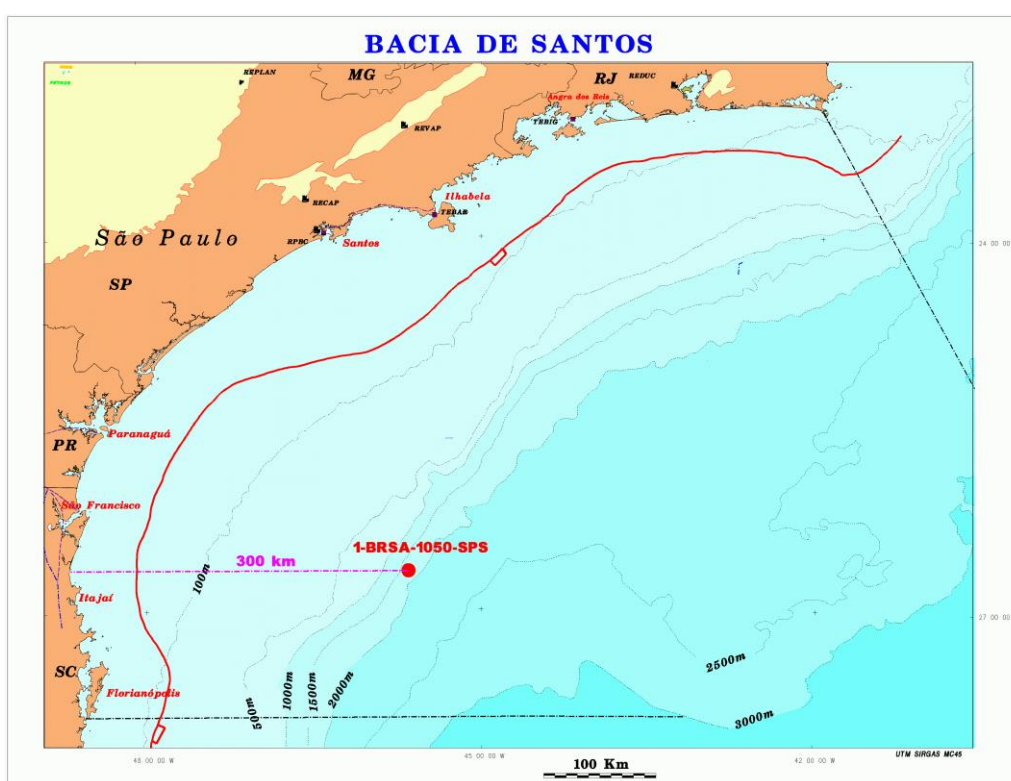 BACIA DE SANTOS
REPLAN
MG
RJ
REDUC
Angra dos Reis
TEBIG
REVAP
RECAP
Ilhabela
São Paulo
RPBC
Santos
24 00 00
SP
PR
Paranaguá
São Francisco
1-BRSA-1050-SPS
300 km
100m
Itajaí
27 00 00
SC
Florianópolis
500m
1000m
1500m
2000m
2500m
3000m
48 00 00 W
45 00 00 W
42 00 00 W
UTM SIRGAS MC45
100 Km